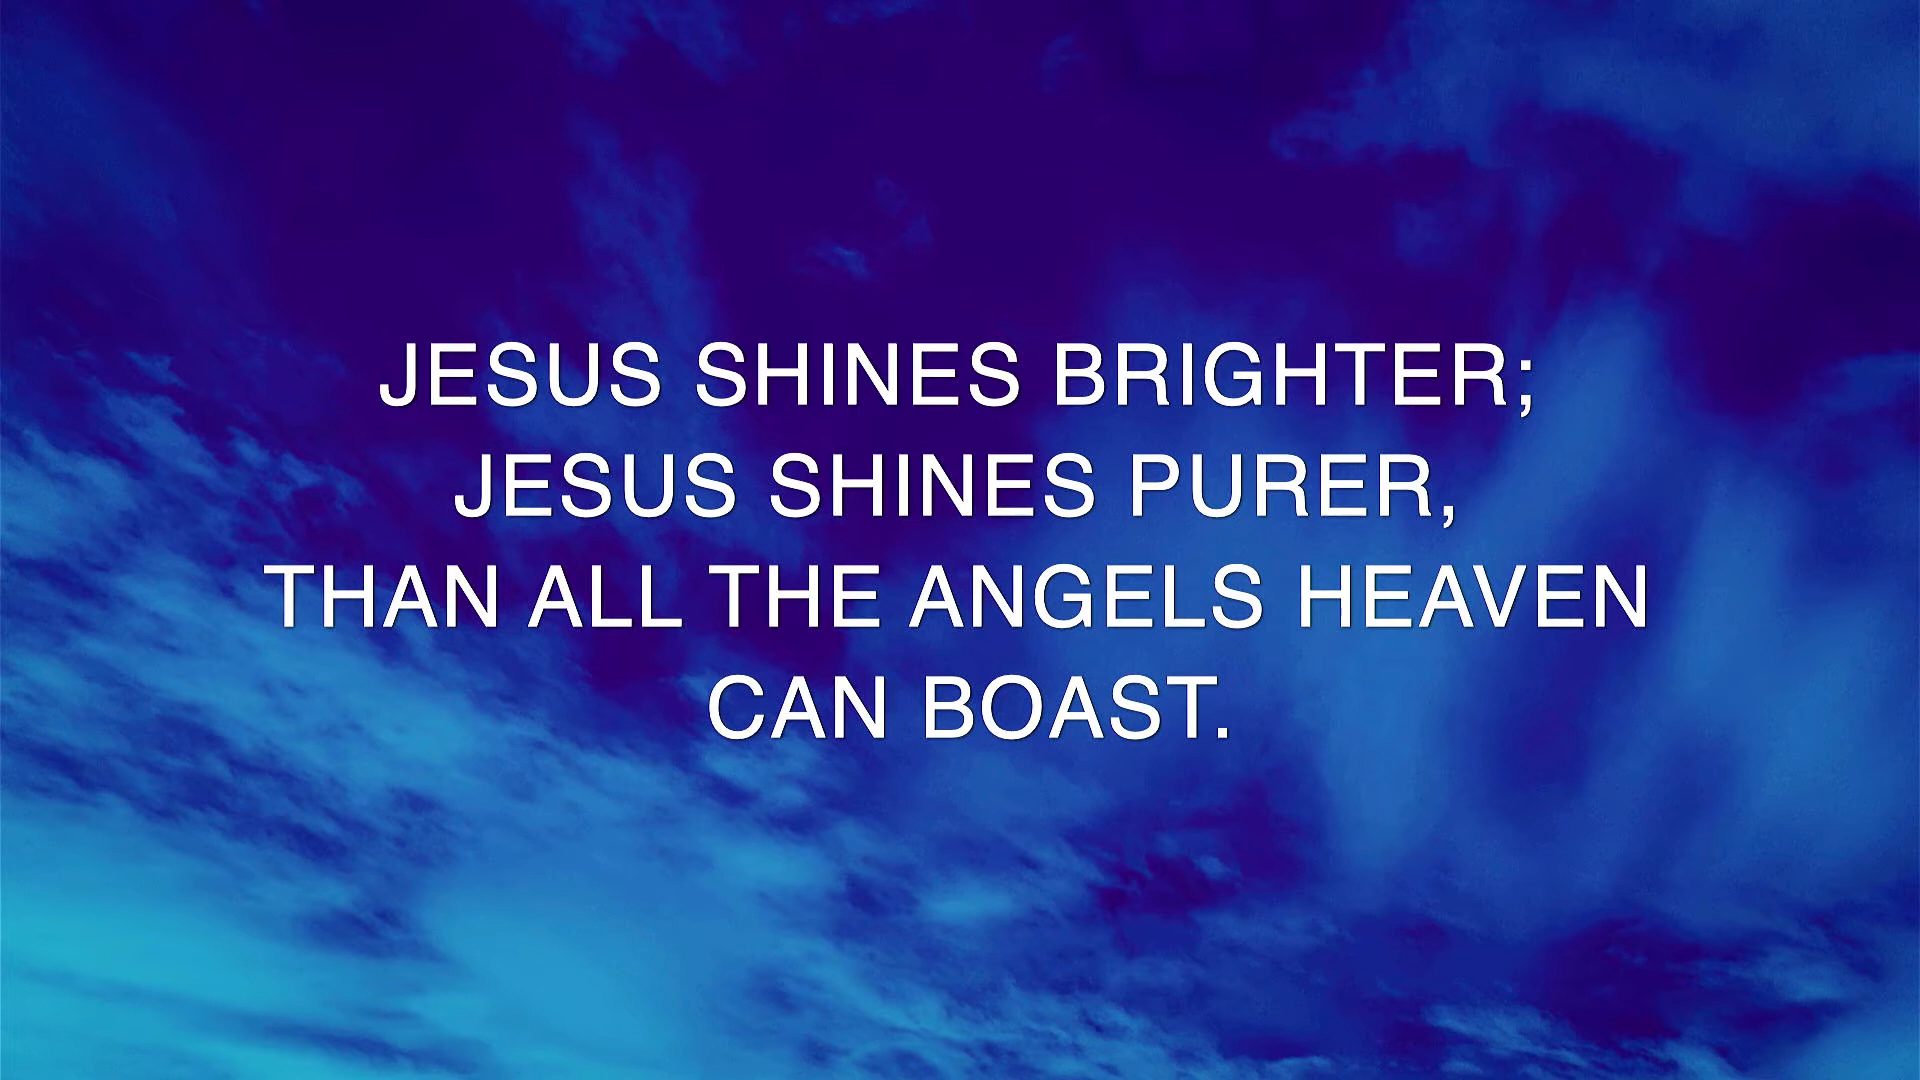 JESUS SHINES BRIGHTER;
JESUS SHINES PURER,
THAN ALL THE ANGELS HEAVEN
CAN BOAST.